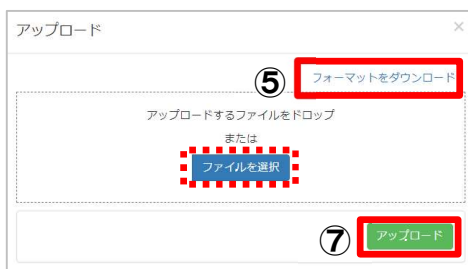 アップロード ×
⑤ フォーマットをダウンロード
アップロードするファイルをドロップ
または
ファイルを選択
⑦ アップロード